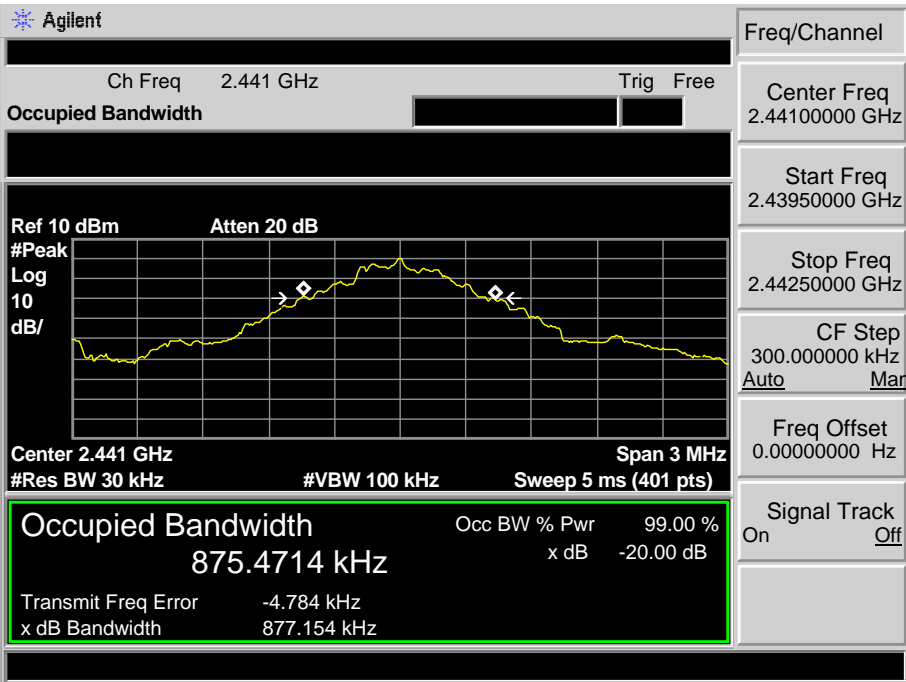 Agilent
Freq/Channel
Ch Freq 2.441 GHz Trig Free
Occupied Bandwidth
Center Freq
2.44100000 GHz
Start Freq
2.43950000 GHz
Ref 10 dBm Atten 20 dB
#Peak
Log
10
dB/
Stop Freq
2.44250000 GHz
CF Step
300.000000 kHz
Auto Mar
Freq Offset
0.00000000 Hz
Center 2.441 GHz Span 3 MHz
#Res BW 30 kHz #VBW 100 kHz Sweep 5 ms (401 pts)
Signal Track
On Off
Occupied Bandwidth Occ BW % Pwr 99.00 %
875.4714 kHz x dB -20.00 dB
Transmit Freq Error -4.784 kHz
x dB Bandwidth 877.154 kHz